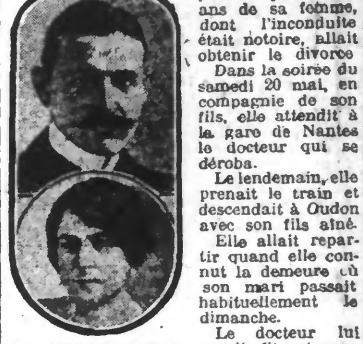 ans de sa femme,
dont l'inconduite
était notoire, allait
obtenir le divorce
Dans la soirée du
samedi 20 mai, en
compagnie de son
fils, elle attendit à
la gare de Nantes
le docteur qui se
déroba.
Le lendemain, elle
prenait le train et
descendait à Oudon
avec son fils aîné.
Elle allait repar-
tir quand elle con-
nut la demeure où
son mari passait
habituellement le
dimanche.
Le docteur lui